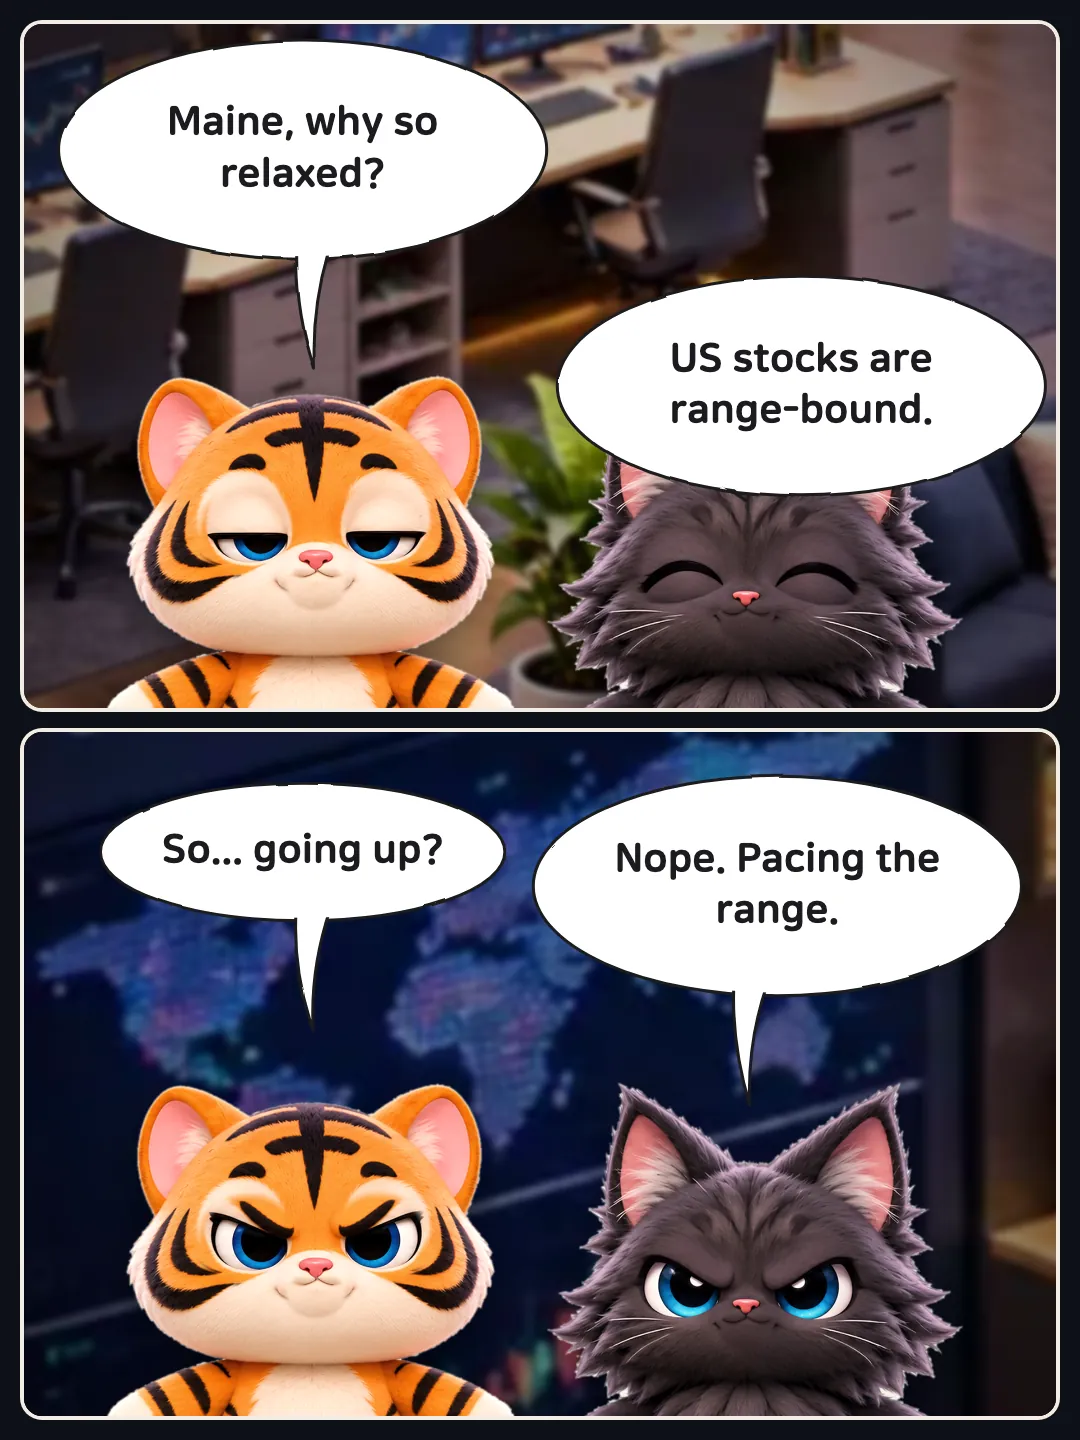 Maine, why so
relaxed?
US stocks are
range-bound.
So... going up?
Nope. Pacing the
range.